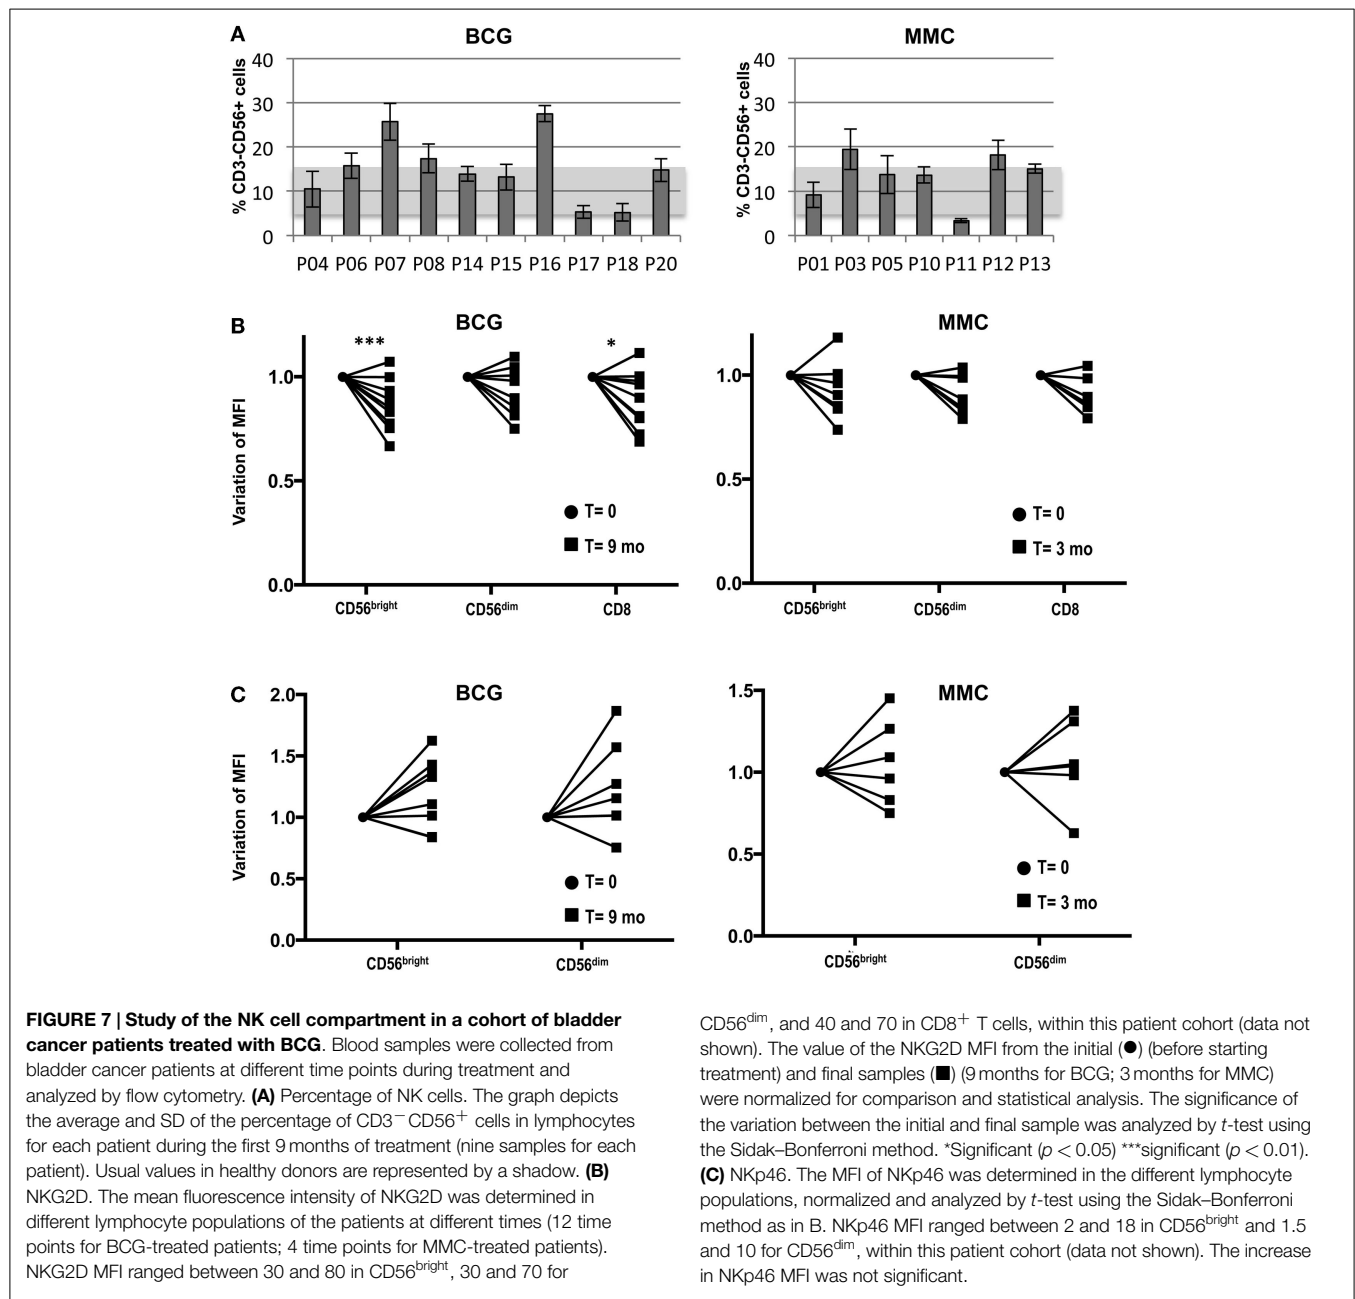 A
BCG
MMC
% CD3-CD56+ cells
40
30
20
10
0
P04 P06 P07 P08 P14 P15 P16 P17 P18 P20
% CD3-CD56+ cells
40
30
20
10
0
P01 P03 P05 P10 P11 P12 P13
B
BCG
MMC
Variation of MFI
1.0
0.5
0.0
***
*
T= 0
T= 9 mo
CD56bright CD56dim CD8
1.0
0.5
0.0
T= 0
T= 3 mo
CD56bright CD56dim CD8
C
BCG
MMC
Variation of MFI
2.0
1.5
1.0
0.5
0.0
T= 0
T= 9 mo
CD56bright CD56dim
1.5
1.0
0.5
0.0
T= 0
T= 3 mo
CD56bright CD56dim
FIGURE 7 | Study of the NK cell compartment in a cohort of bladder
cancer patients treated with BCG. Blood samples were collected from
bladder cancer patients at different time points during treatment and
analyzed by flow cytometry. (A) Percentage of NK cells. The graph depicts
the average and SD of the percentage of CD3−CD56+ cells in lymphocytes
for each patient during the first 9 months of treatment (nine samples for each
patient). Usual values in healthy donors are represented by a shadow. (B)
NKG2D. The mean fluorescence intensity of NKG2D was determined in
different lymphocyte populations of the patients at different times (12 time
points for BCG-treated patients; 4 time points for MMC-treated patients).
NKG2D MFI ranged between 30 and 80 in CD56bright, 30 and 70 for
CD56dim, and 40 and 70 in CD8+ T cells, within this patient cohort (data not
shown). The value of the NKG2D MFI from the initial (●) (before starting
treatment) and final samples (■) (9 months for BCG; 3 months for MMC)
were normalized for comparison and statistical analysis. The significance of
the variation between the initial and final sample was analyzed by t-test using
the Sidak–Bonferroni method. *Significant (p < 0.05) ***significant (p < 0.01).
(C) NKp46. The MFI of NKp46 was determined in the different lymphocyte
populations, normalized and analyzed by t-test using the Sidak–Bonferroni
method as in B. NKp46 MFI ranged between 2 and 18 in CD56bright and 1.5
and 10 for CD56dim, within this patient cohort (data not shown). The increase
in NKp46 MFI was not significant.